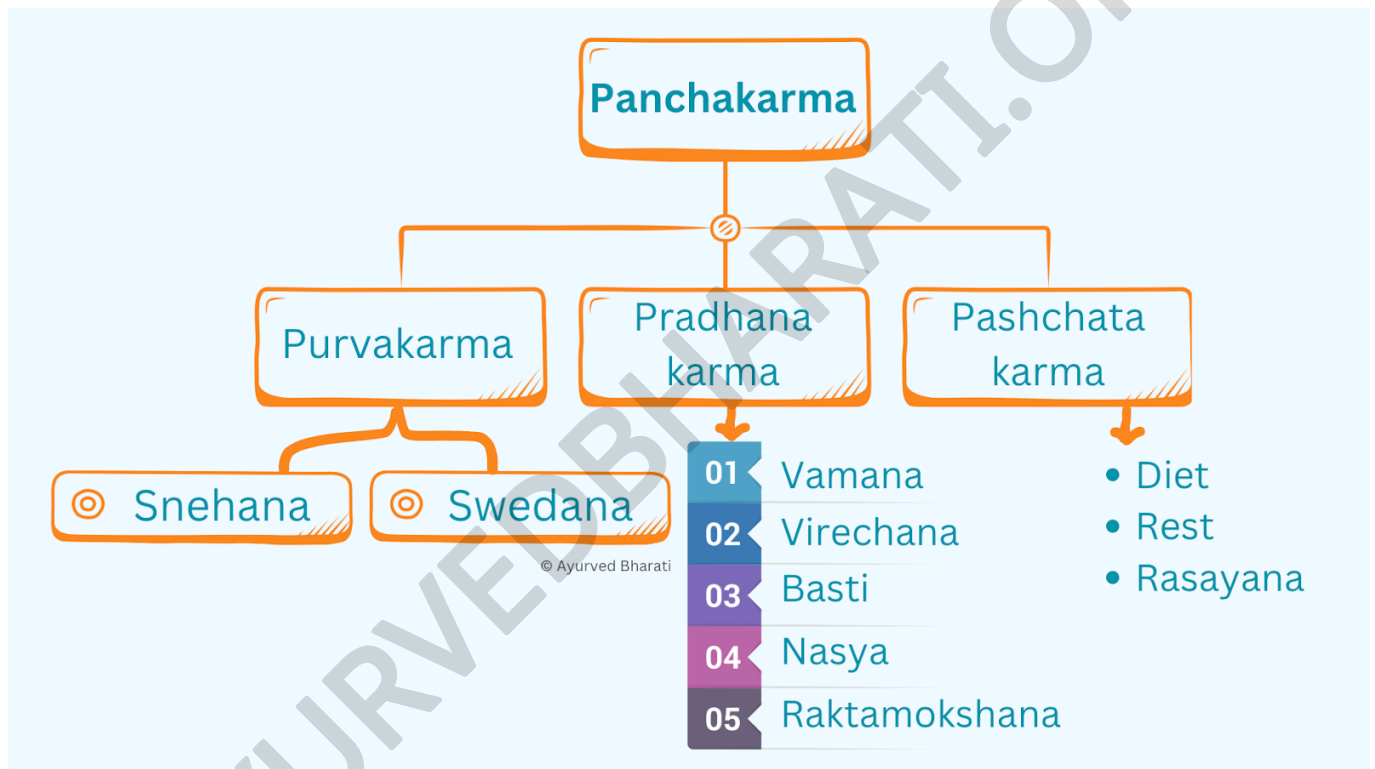 Panchakarma
Purvakarma
Pradhana
karma
Pashchata
karma
Snehana
Swedana
© Ayurved Bharati
01 Vamana
02 Virechana
03 Basti
04 Nasya
05 Raktamokshana
• Diet
• Rest
• Rasayana